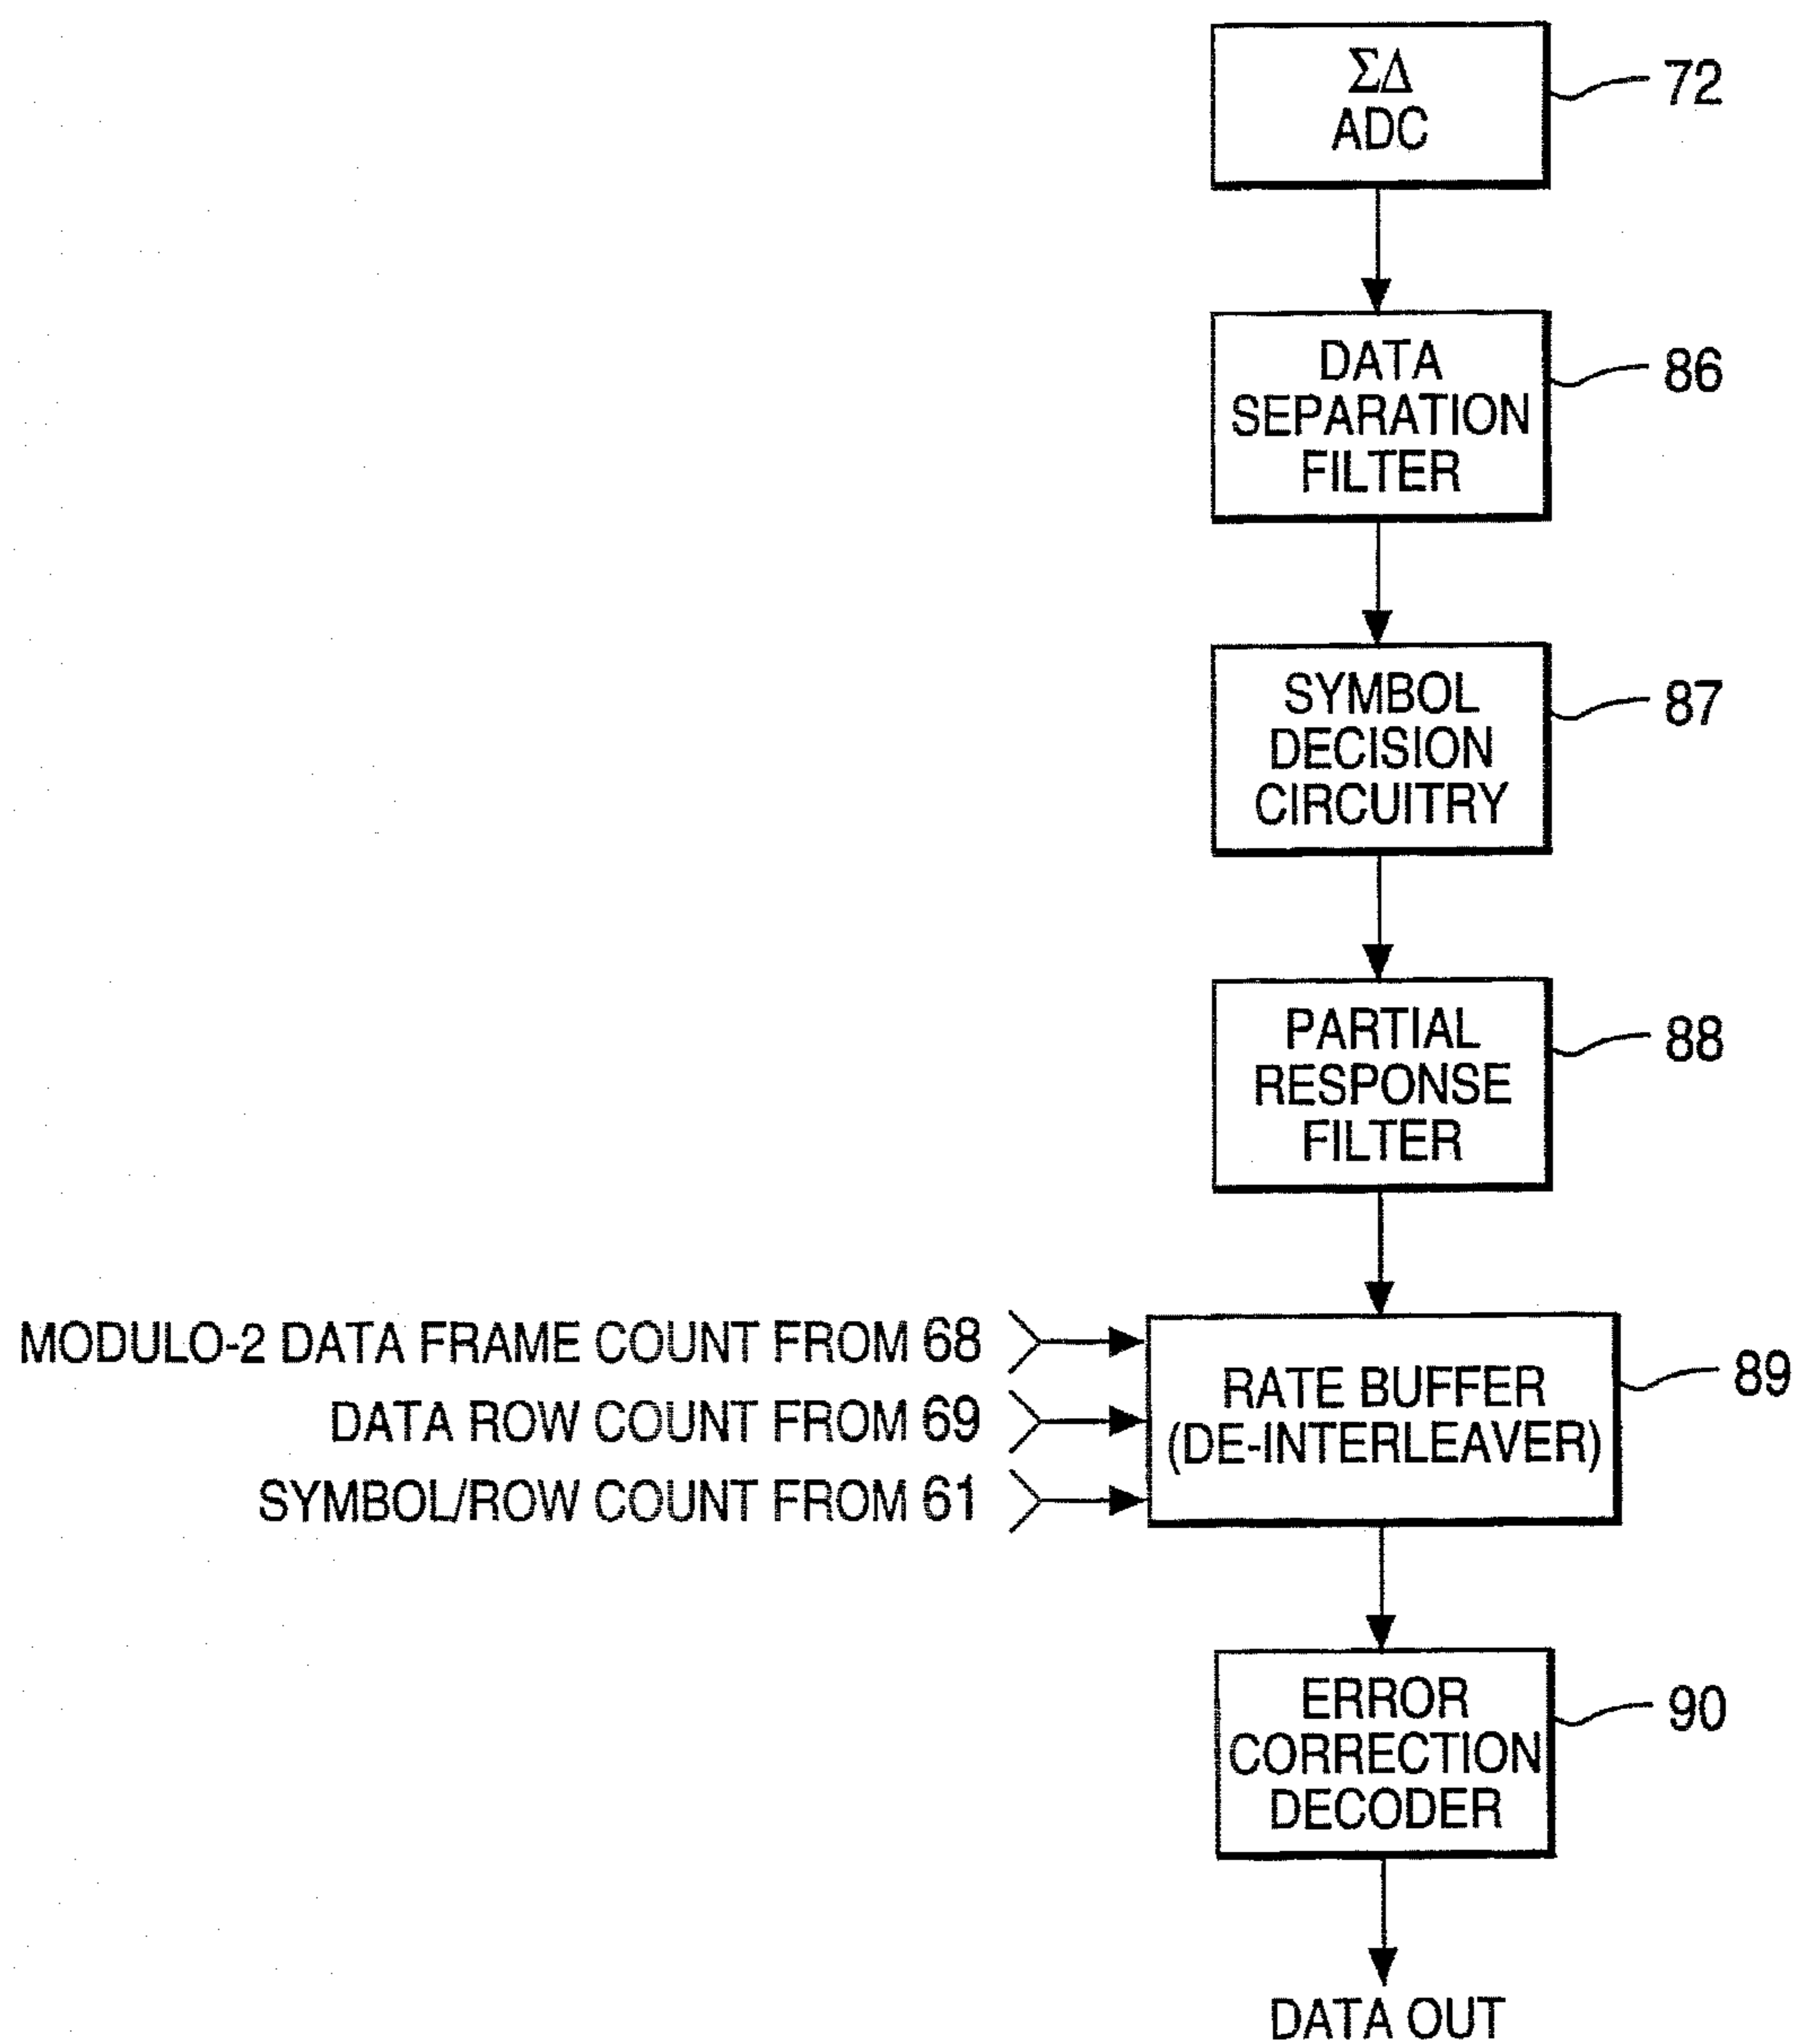 ΣΔ
ADC
72
DATA
SEPARATION
FILTER
86
SYMBOL
DECISION
CIRCUITRY
87
PARTIAL
RESPONSE
FILTER
88
MODULO-2 DATA FRAME COUNT FROM 68
DATA ROW COUNT FROM 69
SYMBOL/ROW COUNT FROM 61
RATE BUFFER
(DE-INTERLEAVER)
89
ERROR
CORRECTION
DECODER
90
DATA OUT